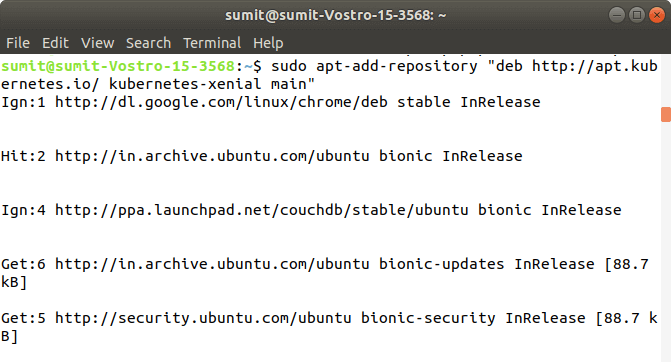 sumit@sumit-Vostro-15-3568: ~
File Edit View Search Terminal Help
sumit@sumit-Vostro-15-3568:~$ sudo apt-add-repository "deb http://apt.kub
ernetes.io/ kubernetes-xenial main"
Ign:1 http://dl.google.com/linux/chrome/deb stable InRelease
Hit:2 http://in.archive.ubuntu.com/ubuntu bionic InRelease
Ign:4 http://ppa.launchpad.net/couchdb/stable/ubuntu bionic InRelease
Get:6 http://in.archive.ubuntu.com/ubuntu bionic-updates InRelease [88.7
kB]
Get:5 http://security.ubuntu.com/ubuntu bionic-security InRelease [88.7 k
B]